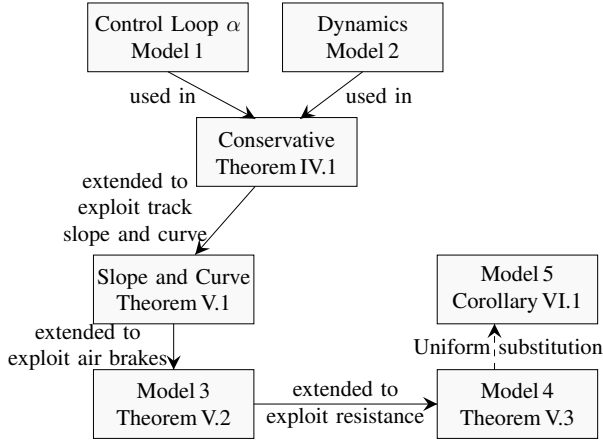 Control Loop α
Model 1
Dynamics
Model 2
used in
used in
Conservative
Theorem IV.1
extended to
exploit track
slope and curve
Slope and Curve
Theorem V.1
Model 5
Corollary VI.1
extended to
exploit air brakes
Uniform substitution
Model 3
Theorem V.2
extended to
exploit resistance
Model 4
Theorem V.3